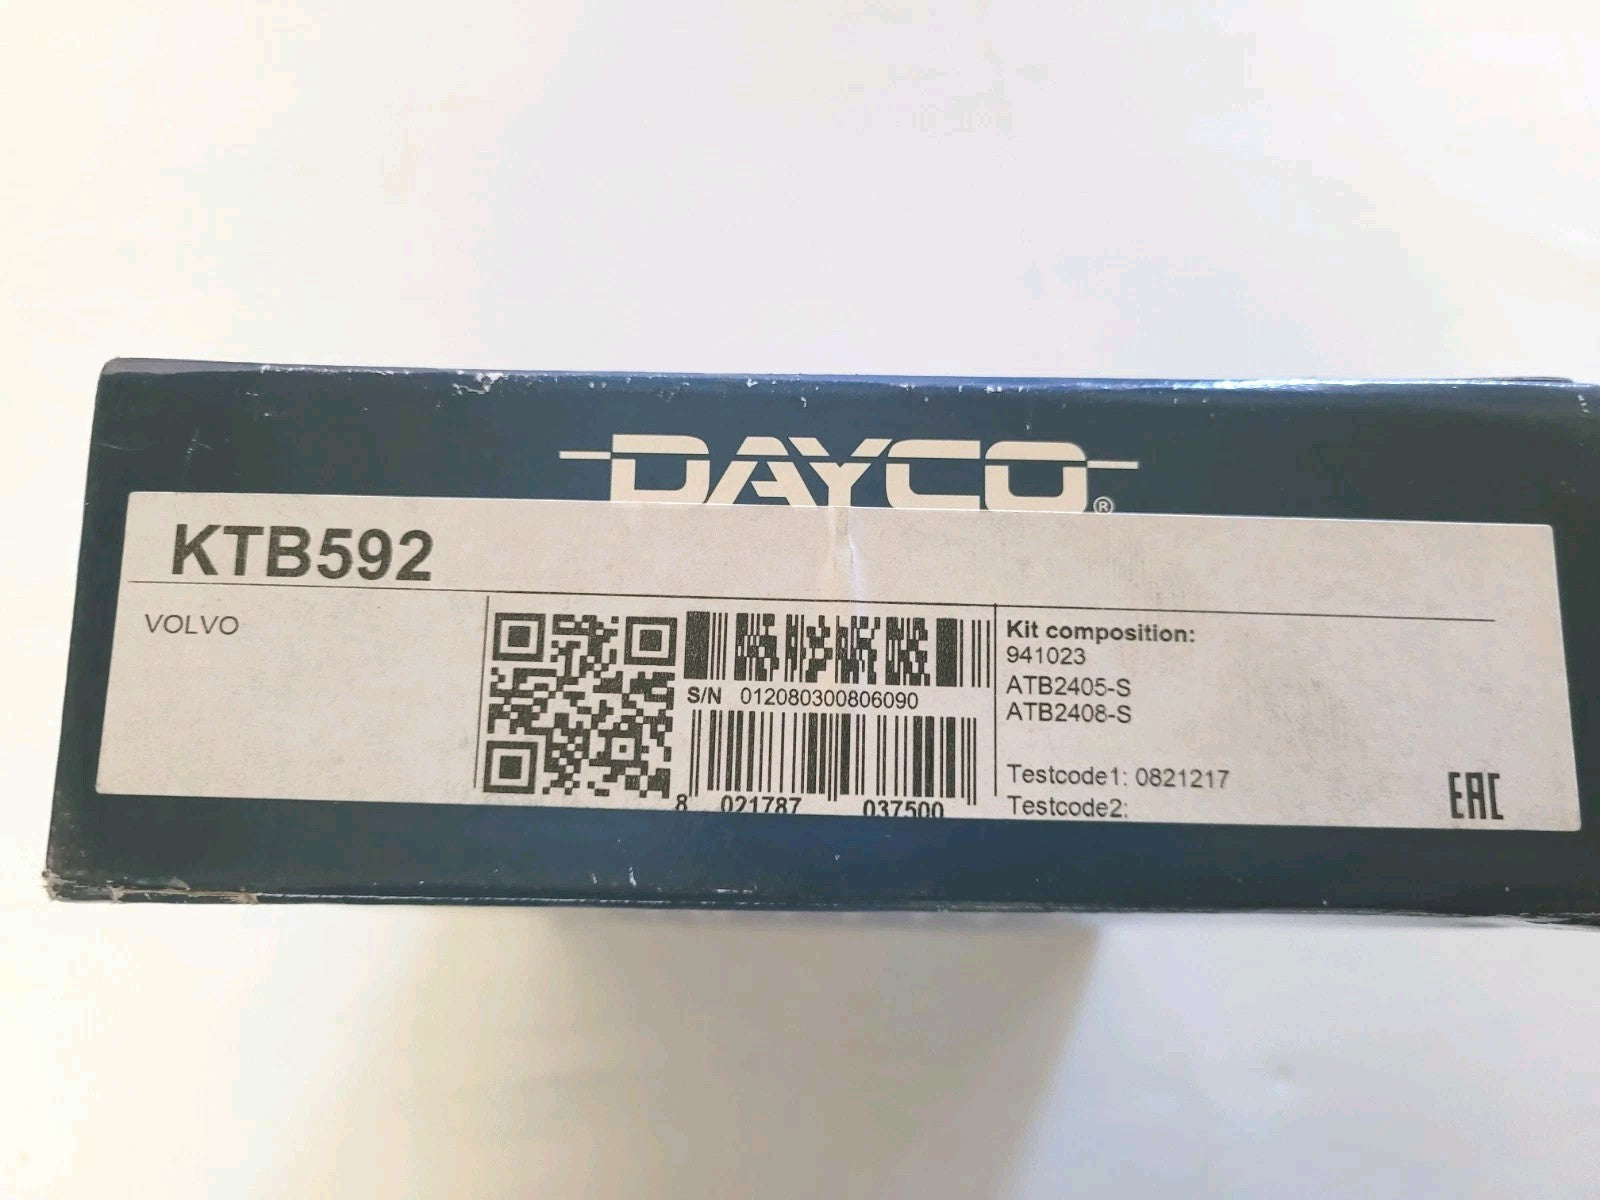 DAYCO®
KTB592
VOLVO
S/N 012080300806090
8 021787 037500
Kit composition:
941023
ATB2405-S
ATB2408-S
Testcode1: 0821217
Testcode2:
EAC